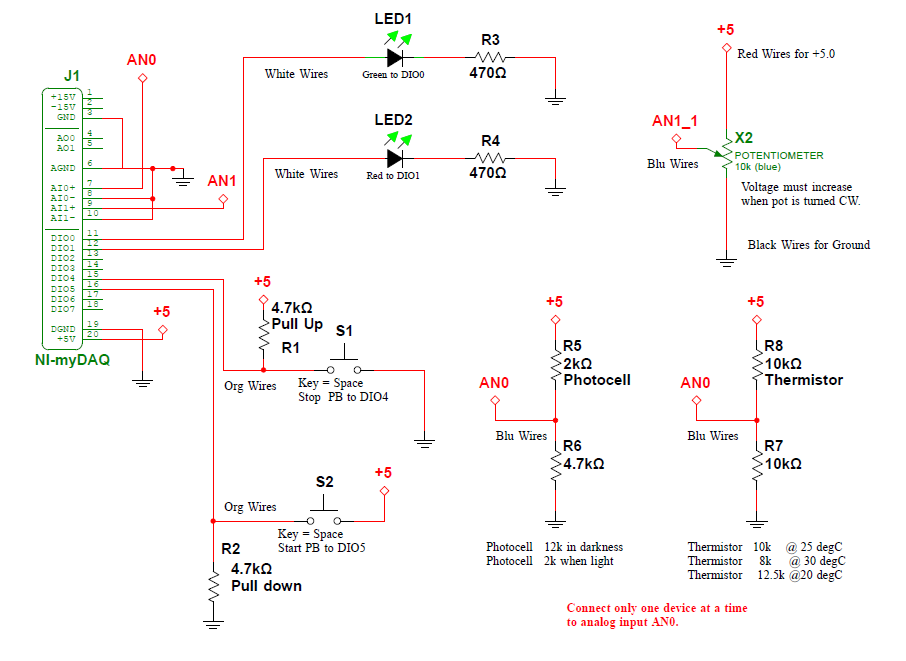 LED1
White Wires
Green to DIO0
R3
470Ω
LED2
White Wires
Red to DIO1
R4
470Ω
+5
Red Wires for +5.0
AN1_1
Blu Wires
X2
POTENTIOMETER
10k (blue)
Voltage must increase
when pot is turned CW.
Black Wires for Ground
AN0
AN1
J1
+15V 1
-15V 2
GND 3
AO0 4
AO1 5
AGND 6
AI0+ 7
AI0- 8
AI1+ 9
AI1- 10
DIO0 11
DIO1 12
DIO2 13
DIO3 14
DIO4 15
DIO5 16
DIO6 17
DIO7 18
DGND 19
+5V 20
NI-myDAQ
+5
+5
4.7kΩ
Pull Up
R1
S1
Org Wires
Key = Space
Stop PB to DIO4
+5
S2
Org Wires
Key = Space
Start PB to DIO5
R2
4.7kΩ
Pull down
+5
R5
2kΩ
Photocell
AN0
Blu Wires
R6
4.7kΩ
Photocell 12k in darkness
Photocell 2k when light
+5
R8
10kΩ
Thermistor
AN0
Blu Wires
R7
10kΩ
Thermistor 10k @ 25 degC
Thermistor 8k @ 30 degC
Thermistor 12.5k @20 degC
Connect only one device at a time
to analog input AN0.